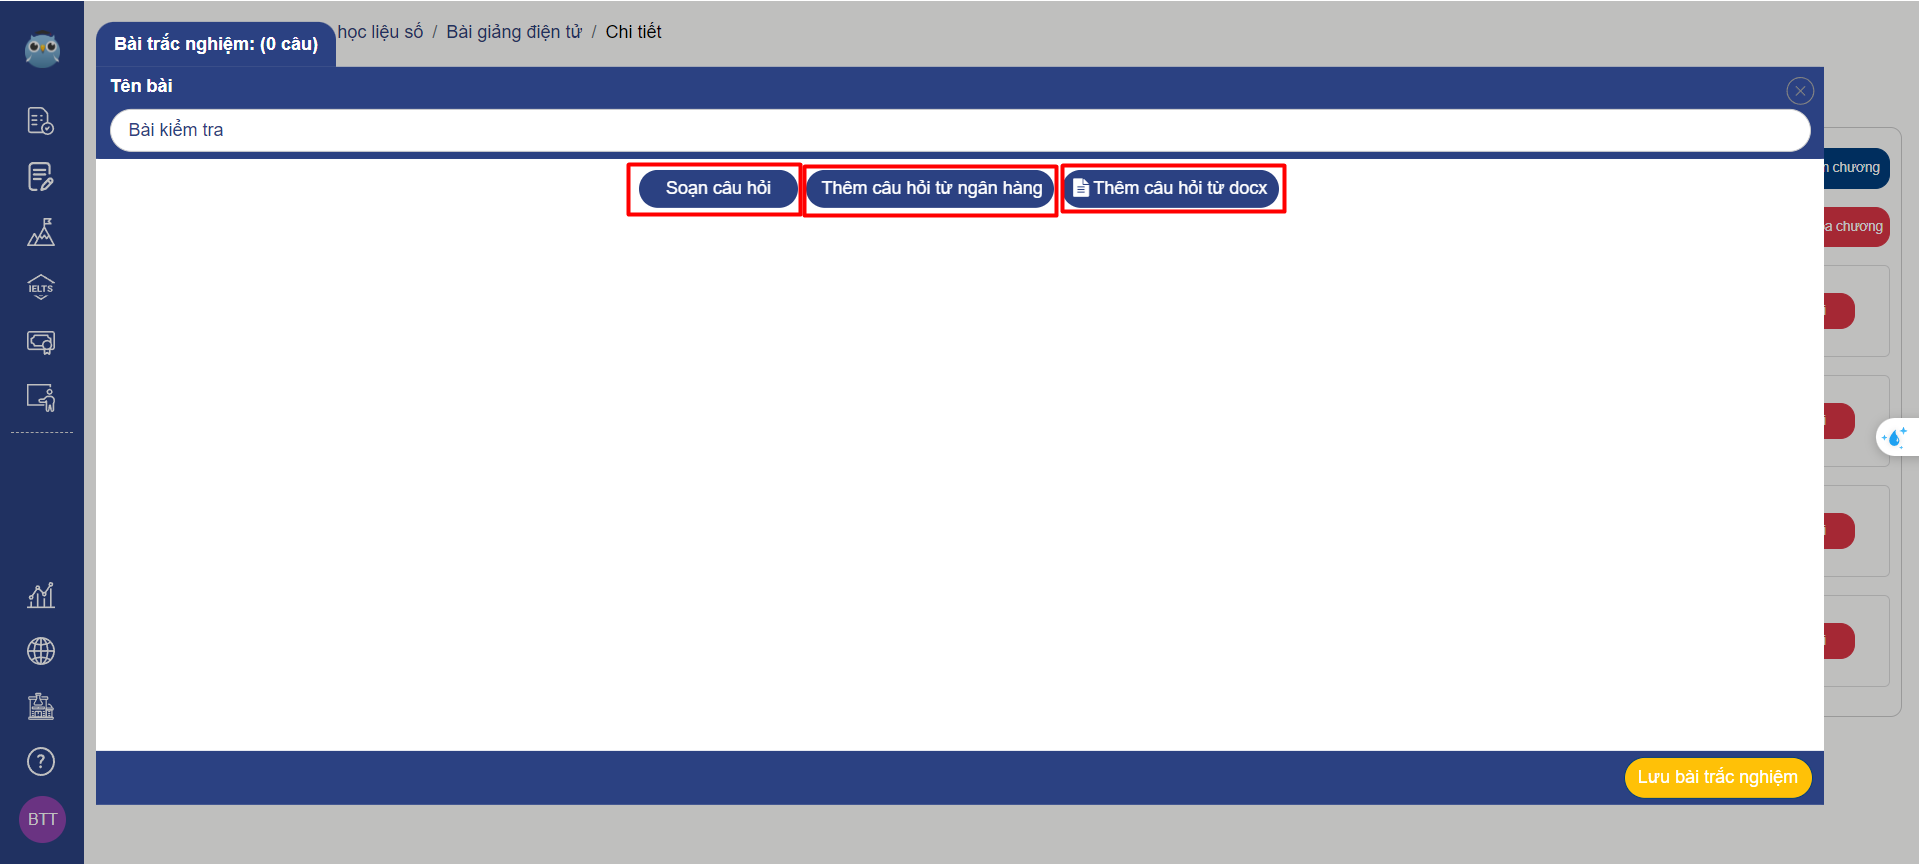 học liệu số / Bài giảng điện tử / Chi tiết
Bài trắc nghiệm: (0 câu)
Tên bài
Bài kiểm tra
Soạn câu hỏi
Thêm câu hỏi từ ngân hàng
Thêm câu hỏi từ docx
chương
chương
IELTS
?
BTT
Lưu bài trắc nghiệm